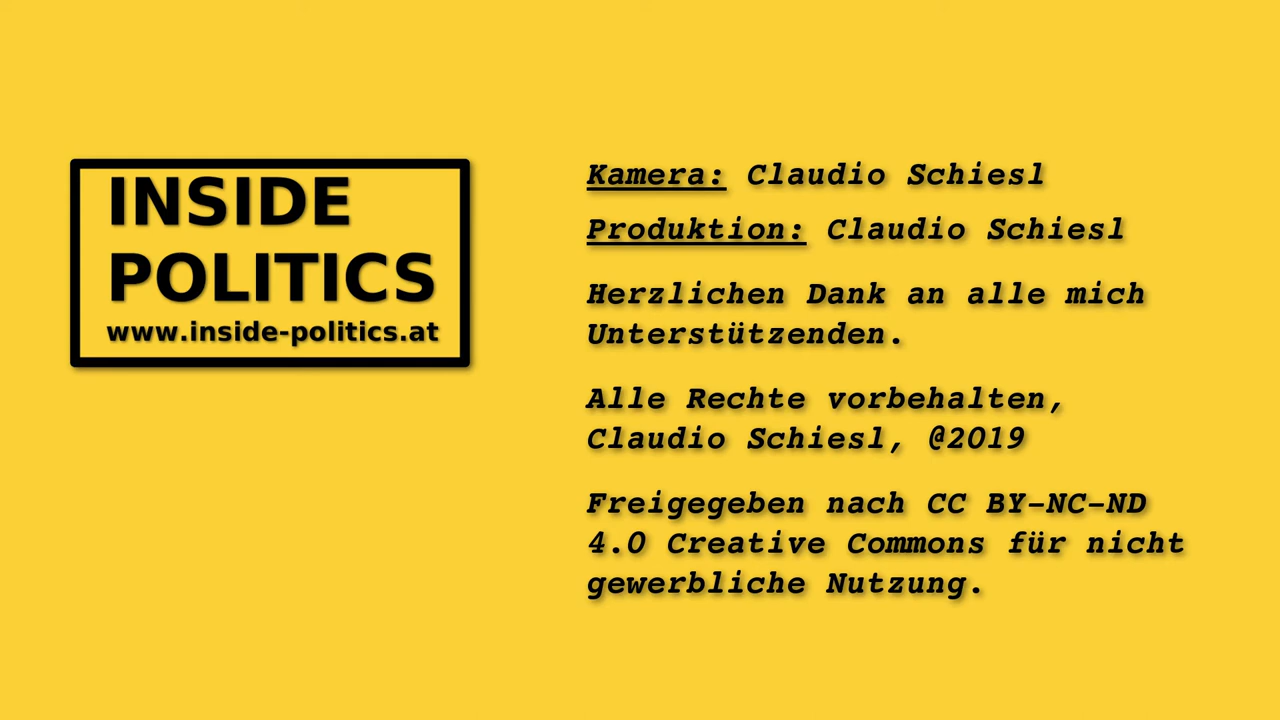 INSIDE
POLITICS
www.inside-politics.at
Kamera: Claudio Schiesl
Produktion: Claudio Schiesl
Herzlichen Dank an alle mich
Unterstützenden.
Alle Rechte vorbehalten,
Claudio Schiesl, @2019
Freigegeben nach CC BY-NC-ND
4.0 Creative Commons für nicht
gewerbliche Nutzung.